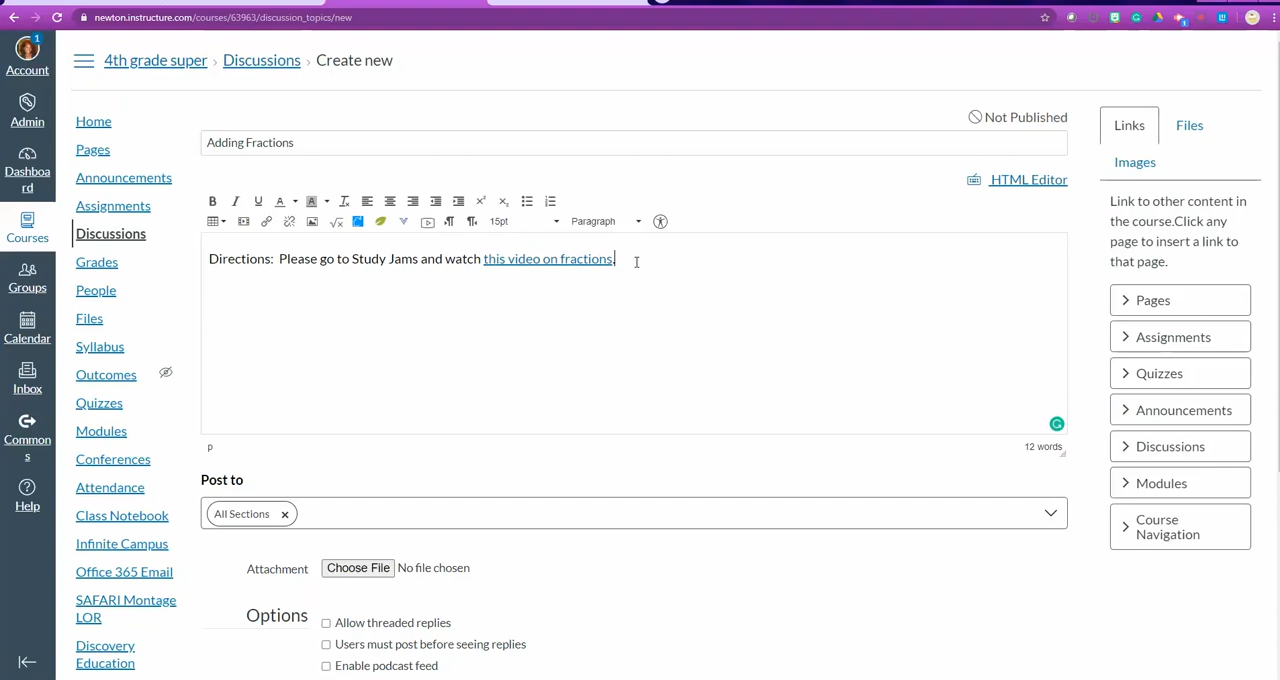 newton.instructure.com/courses/63963/discussion_topics/new
1
Account
Admin
Dashboa
rd
Courses
Groups
Calendar
Inbox
Common
s
Help
4th grade super › Discussions › Create new
Home
Pages
Announcements
Assignments
Discussions
Grades
People
Files
Syllabus
Outcomes
Quizzes
Modules
Conferences
Attendance
Class Notebook
Infinite Campus
Office 365 Email
SAFARI Montage
LOR
Discovery
Education
Not Published
Adding Fractions
HTML Editor
15pt
Paragraph
Directions:  Please go to Study Jams and watch this video on fractions.
p
12 words
Post to
All Sections
Attachment
Choose File No file chosen
Options
Allow threaded replies
Users must post before seeing replies
Enable podcast feed
Links
Files
Images
Link to other content in
the course.Click any
page to insert a link to
that page.
Pages
Assignments
Quizzes
Announcements
Discussions
Modules
Course
Navigation